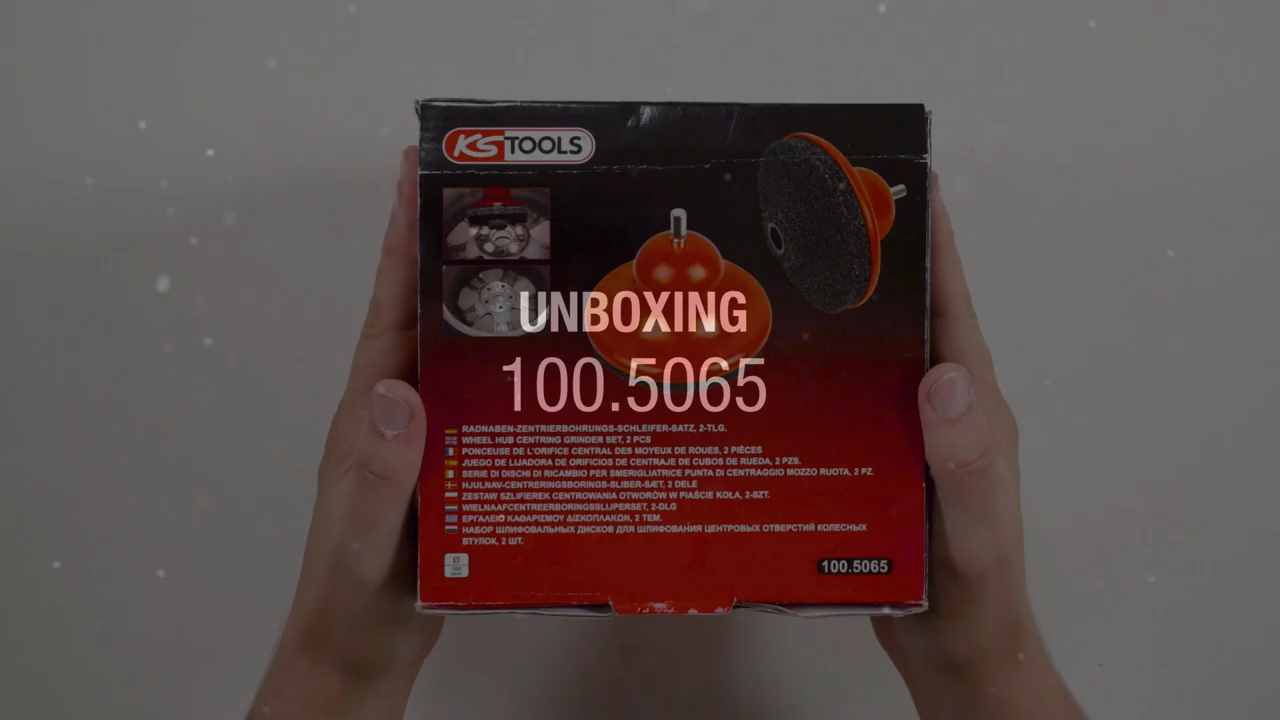 KS TOOLS
UNBOXING
100.5065
RADNABEN-ZENTRIERBOHRUNGS-SCHLEIFER-SATZ, 2-TLG.
WHEEL HUB CENTRING GRINDER SET, 2 PCS
PONCEUSE DE L'ORIFICE CENTRAL DES MOYEUX DE ROUES, 2 PIÈCES
JUEGO DE LIJADORA DE ORIFICIOS DE CENTRAJE DE CUBOS DE RUEDA, 2 PZS.
SERIE DI DISCHI DI RICAMBIO PER SMERIGLIATRICE PUNTA DI CENTRAGGIO MOZZO RUOTA, 2 PZ.
HJULNAV-CENTRERINGSBORINGS-SLIBER-SÆT, 2 DELE
ZESTAW SZLIFIEREK CENTROWANIA OTWORÓW W PIAŚCIE KOŁA, 2-SZT.
WIELNAAFCENTREERBORINGSSLIJPERSET, 2-DLG
ΕΡΓΑΛΕΙΟ ΚΑΘΑΡΙΣΜΟΥ ΔΙΣΚΟΠΛΑΚΩΝ, 2 ΤΕΜ.
НАБОР ШЛИФОВАЛЬНЫХ ДИСКОВ ДЛЯ ШЛИФОВАНИЯ ЦЕНТРОВЫХ ОТВЕРСТИЙ КОЛЕСНЫХ
ВТУЛОК, 2 ШТ.
100.5065